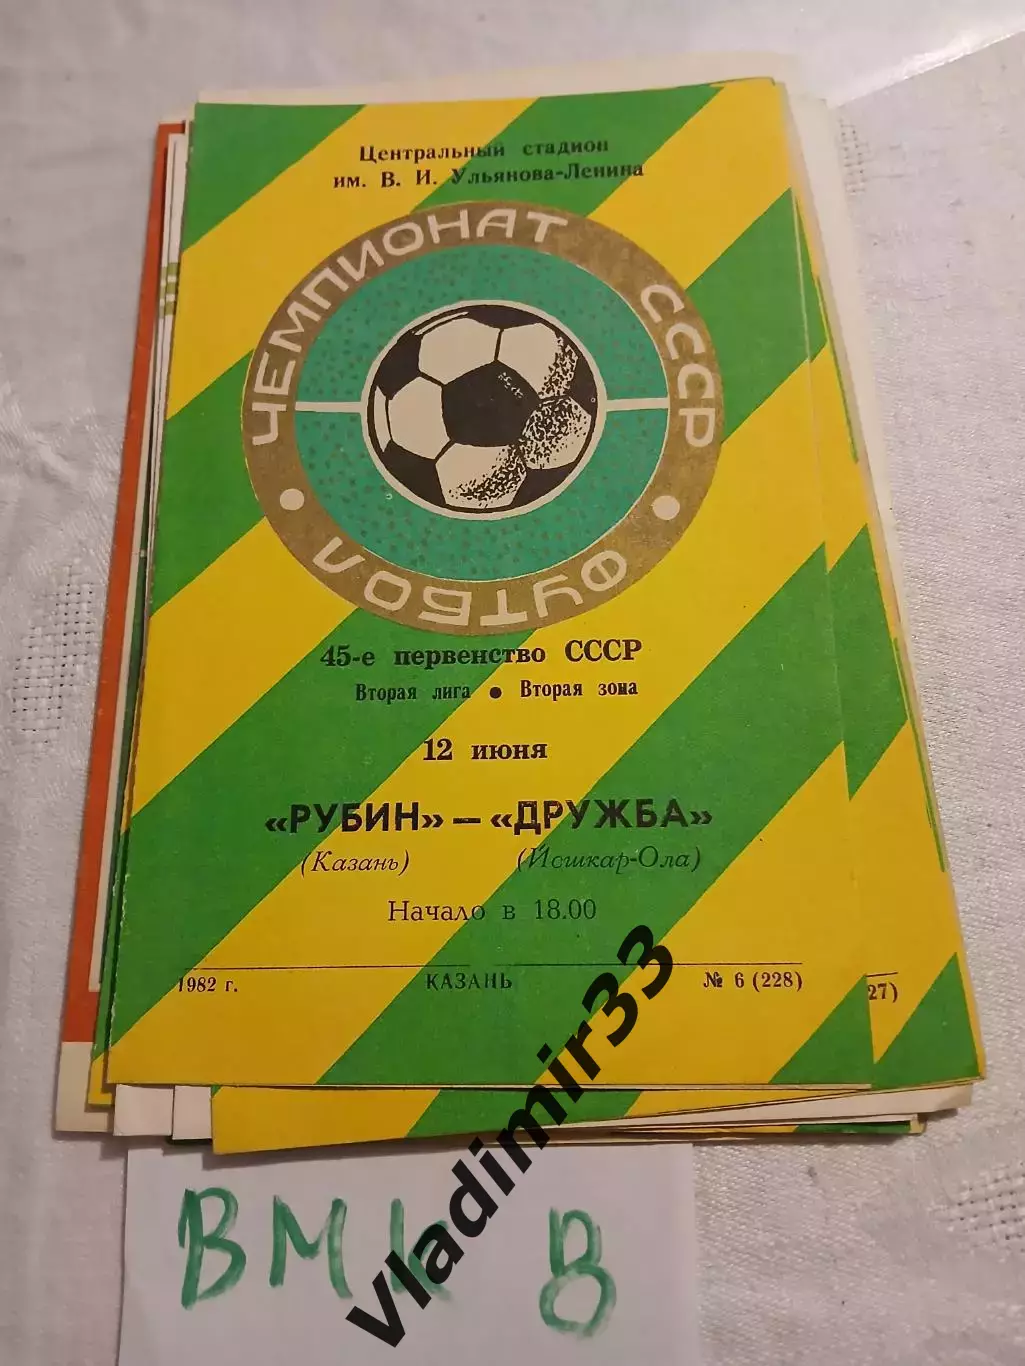 Центральный стадион
им. В. И. Ульянова-Ленина
ЧЕМПИОНАТ СССР
ФУТБОЛ
45-е первенство СССР
Вторая лига ● Вторая зона
12 июня
«РУБИН» — «ДРУЖБА»
(Казань) (Йошкар-Ола)
Начало в 18.00
1982 г. КАЗАНЬ № 6 (228)
27)
vladimir33